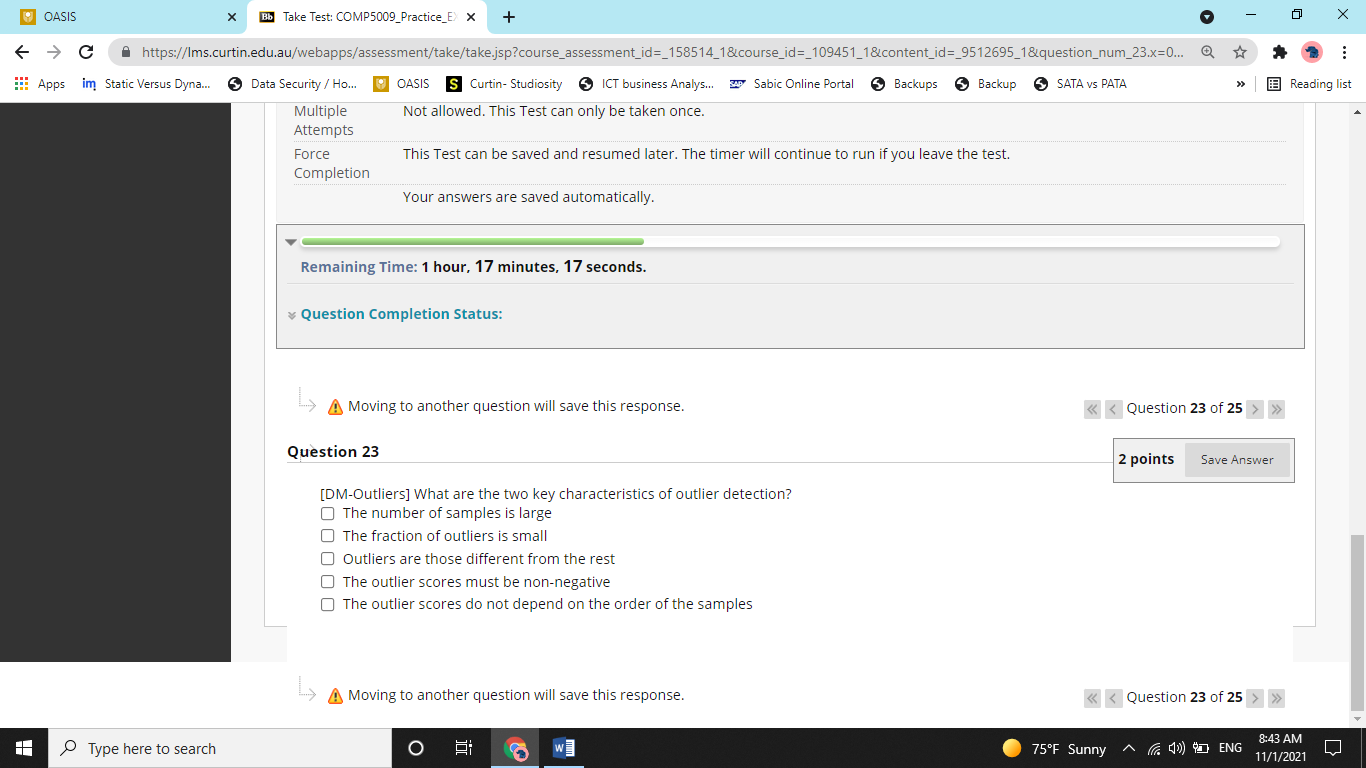 OASIS
Bb Take Test: COMP5009_Practice_E
https://lms.curtin.edu.au/webapps/assessment/take/take.jsp?course_assessment_id=_158514_1&course_id=_109451_1&content_id=_9512695_1&question_num_23.x=0...
Apps im Static Versus Dyna... Data Security / Ho... OASIS S Curtin- Studiosity ICT business Analys... SAP Sabic Online Portal Backups Backup SATA vs PATA » Reading list
Multiple Attempts Not allowed. This Test can only be taken once.
Force Completion This Test can be saved and resumed later. The timer will continue to run if you leave the test.
Your answers are saved automatically.
Remaining Time: 1 hour, 17 minutes, 17 seconds.
Question Completion Status:
Moving to another question will save this response. Question 23 of 25
Question 23
2 points Save Answer
[DM-Outliers] What are the two key characteristics of outlier detection?
The number of samples is large
The fraction of outliers is small
Outliers are those different from the rest
The outlier scores must be non-negative
The outlier scores do not depend on the order of the samples
Moving to another question will save this response. Question 23 of 25
Type here to search
75°F Sunny ENG 8:43 AM
11/1/2021